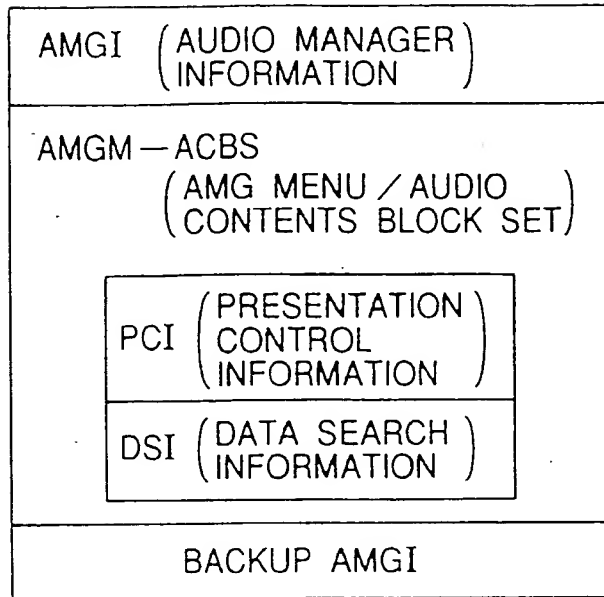 AMGI (AUDIO MANAGER
INFORMATION)
AMGM—ACBS
(AMG MENU / AUDIO
CONTENTS BLOCK SET)
PCI (PRESENTATION
CONTROL
INFORMATION)
DSI (DATA SEARCH
INFORMATION)
BACKUP AMGI